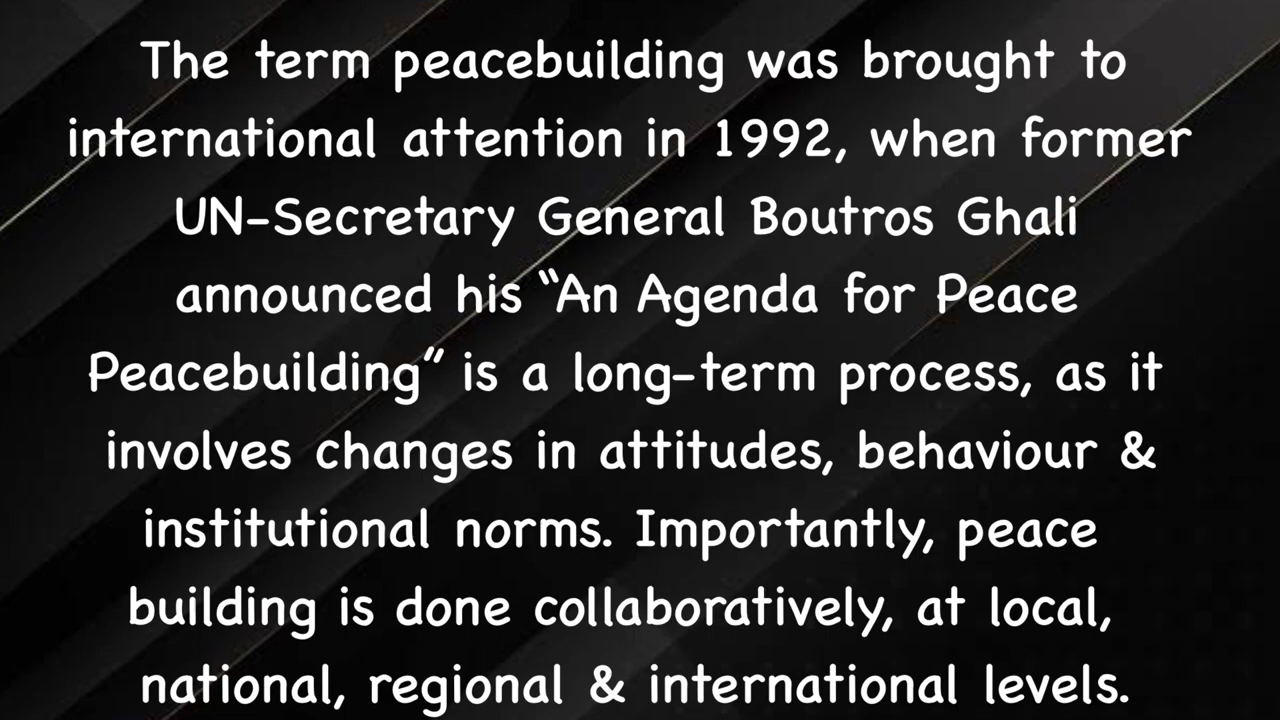 The term peacebuilding was brought to
international attention in 1992, when former
UN-Secretary General Boutros Ghali
announced his “An Agenda for Peace
Peacebuilding” is a long-term process, as it
involves changes in attitudes, behaviour &
institutional norms. Importantly, peace
building is done collaboratively, at local,
national, regional & international levels.